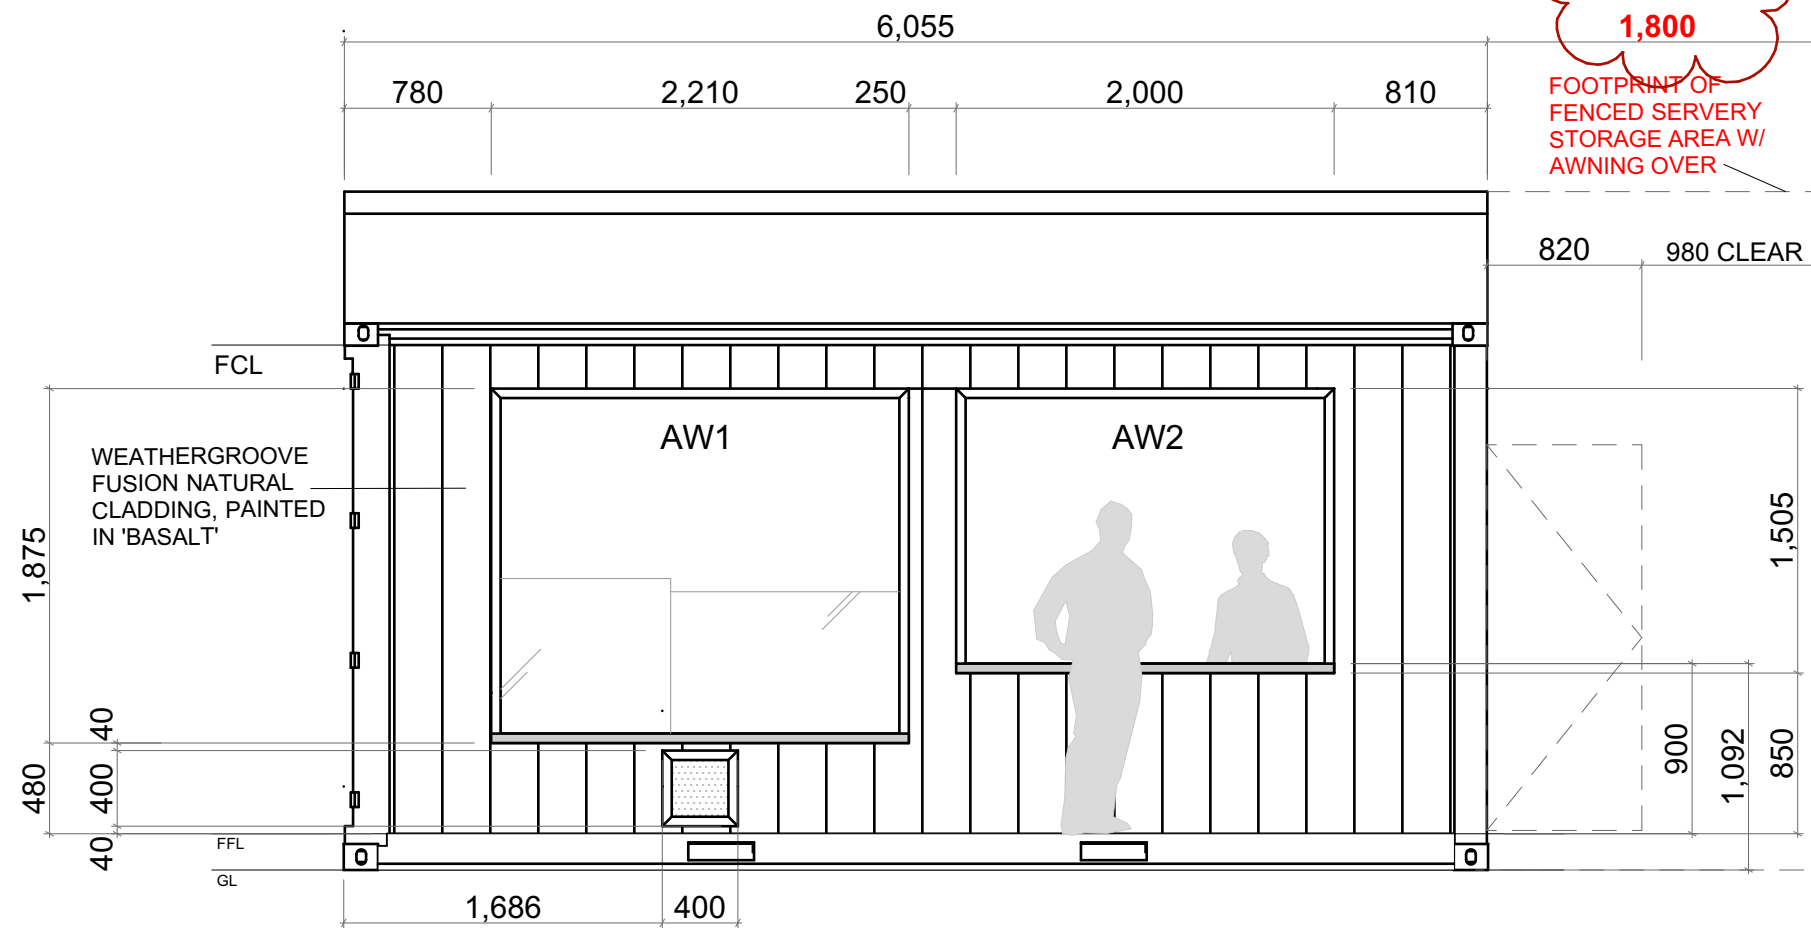 6,055
1,800
780
2,210
250
2,000
810
FOOTPRINT OF
FENCED SERVERY
STORAGE AREA W/
AWNING OVER
820
980 CLEAR
FCL
AW1
AW2
WEATHERGROOVE
FUSION NATURAL
CLADDING, PAINTED
IN 'BASALT'
1,875
480
40
400
40
1,505
900
1,092
850
FFL
GL
1,686
400